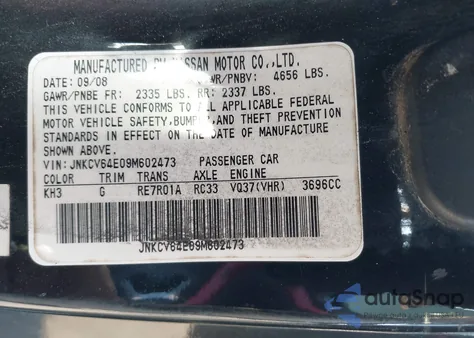 MANUFACTURED BY NISSAN MOTOR CO.,LTD.
DATE: 09/08 GVWR/PNBV: 4656 LBS.
GAWR/PNBE FR: 2335 LBS. RR: 2337 LBS.
THIS VEHICLE CONFORMS TO ALL APPLICABLE FEDERAL
MOTOR VEHICLE SAFETY, BUMPER, AND THEFT PREVENTION
STANDARDS IN EFFECT ON THE DATE OF MANUFACTURE
SHOWN ABOVE.
VIN: JNKCV64E09M602473 PASSENGER CAR
COLOR TRIM TRANS AXLE ENGINE
KH3 G RE7R01A RC33 VQ37(VHR) 3696CC
JNKCV64E09M602473
autoSnap